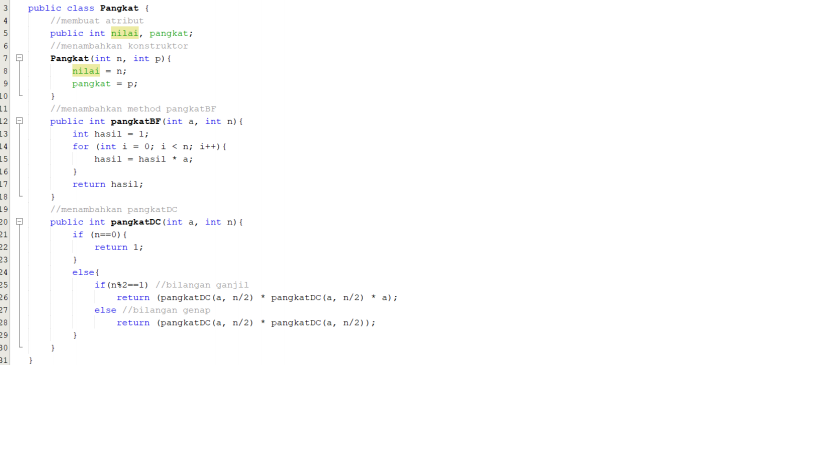 3 public class Pangkat {
4 //membuat atribut
5 public int nilai, pangkat;
6 //menambahkan konstruktor
7 Pangkat(int n, int p){
8 nilai = n;
9 pangkat = p;
10 }
11 //menambahkan method pangkatBF
12 public int pangkatBF(int a, int n){
13 int hasil = 1;
14 for (int i = 0; i < n; i++){
15 hasil = hasil * a;
16 }
17 return hasil;
18 }
19 //menambahkan pangkatDC
20 public int pangkatDC(int a, int n){
21 if (n==0){
22 return 1;
23 }
24 else{
25 if(n%2==1) //bilangan ganjil
26 return (pangkatDC(a, n/2) * pangkatDC(a, n/2) * a);
27 else //bilangan genap
28 return (pangkatDC(a, n/2) * pangkatDC(a, n/2));
29 }
30 }
31 }